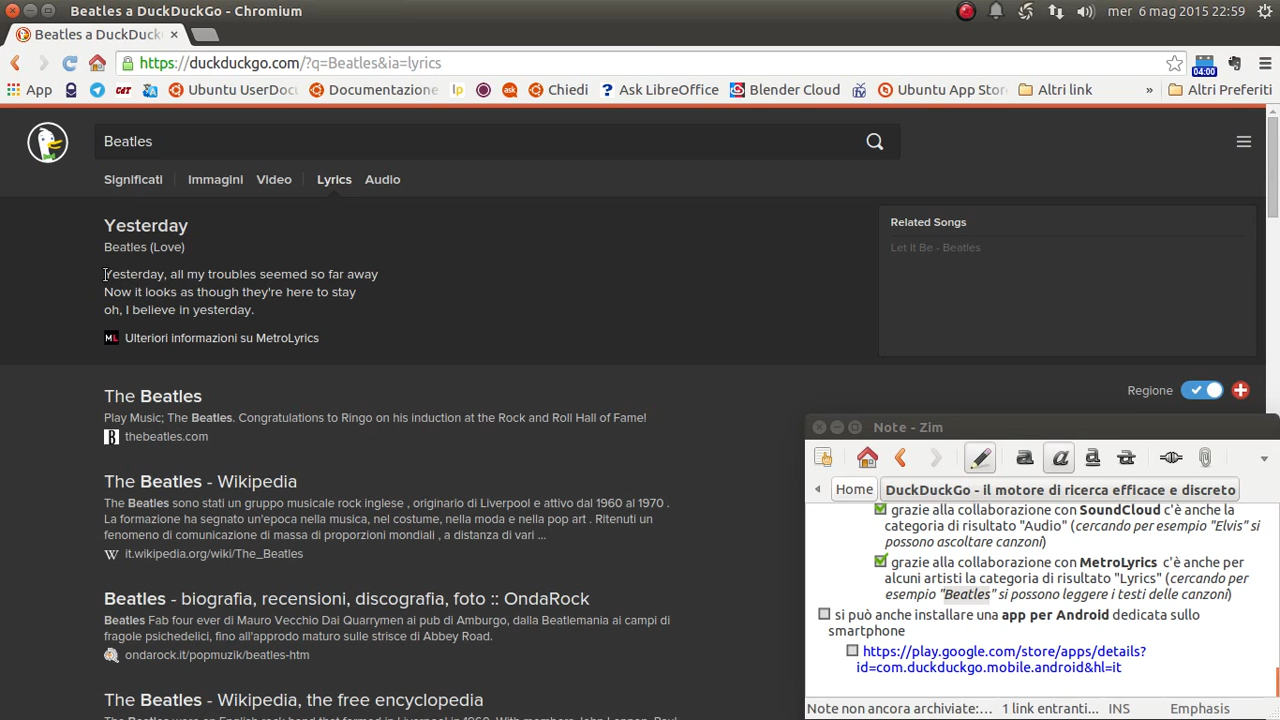 Beatles a DuckDuckGo - Chromium
mer 6 mag 2015 22:59
Beatles a DuckDuck
https://duckduckgo.com/?q=Beatles&ia=lyrics
04:00
App
CAT
Ubuntu UserDocu
Documentazione
lp
ask
Chiedi
? Ask LibreOffice
Blender Cloud
TV
Ubuntu App Store
Altri link
»
Altri Preferiti
Beatles
Significati
Immagini
Video
Lyrics
Audio
Yesterday
Beatles (Love)
Yesterday, all my troubles seemed so far away
Now it looks as though they're here to stay
oh, I believe in yesterday.
ML Ulteriori informazioni su MetroLyrics
Related Songs
Let It Be - Beatles
The Beatles
Regione
Play Music; The Beatles. Congratulations to Ringo on his induction at the Rock and Roll Hall of Fame!
B thebeatles.com
The Beatles - Wikipedia
The Beatles sono stati un gruppo musicale rock inglese , originario di Liverpool e attivo dal 1960 al 1970 .
La formazione ha segnato un'epoca nella musica, nel costume, nella moda e nella pop art . Ritenuti un
fenomeno di comunicazione di massa di proporzioni mondiali , a distanza di vari ...
W it.wikipedia.org/wiki/The_Beatles
Beatles - biografia, recensioni, discografia, foto :: OndaRock
Beatles Fab four ever di Mauro Vecchio Dai Quarrymen ai pub di Amburgo, dalla Beatlemania ai campi di
fragole psichedelici, fino all'approdo maturo sulle strisce di Abbey Road.
ondarock.it/popmuzik/beatles-htm
The Beatles - Wikipedia, the free encyclopedia
Note - Zim
a a a a
Home
DuckDuckGo - il motore di ricerca efficace e discreto
grazie alla collaborazione con SoundCloud c'è anche la
categoria di risultato "Audio" (cercando per esempio "Elvis" si
possono ascoltare canzoni)
grazie alla collaborazione con MetroLyrics c'è anche per
alcuni artisti la categoria di risultato "Lyrics" (cercando per
esempio "Beatles" si possono leggere i testi delle canzoni)
si può anche installare una app per Android dedicata sullo
smartphone
https://play.google.com/store/apps/details?
id=com.duckduckgo.mobile.android&hl=it
Note non ancora archiviate:...
1 link entranti...
INS
Emphasis